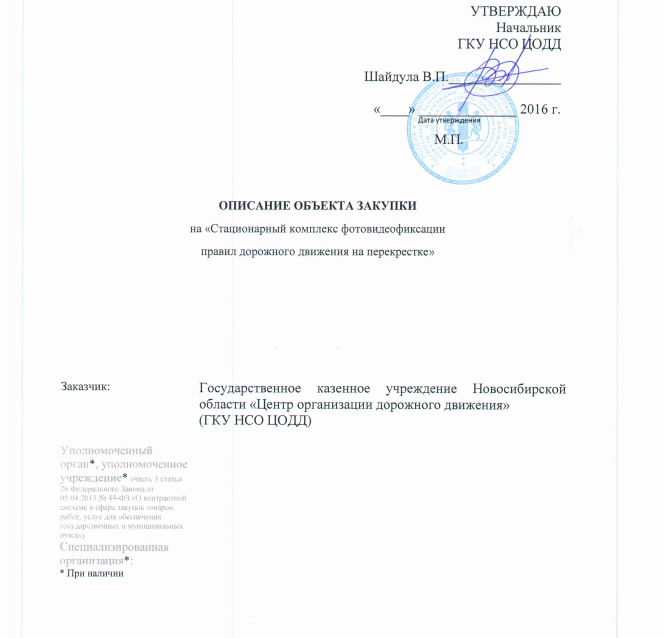 УТВЕРЖДАЮ
Начальник
ГКУ НСО ЦОДД
Шайдула В.П.
«____» ______________ 2016 г.
Дата утверждения
М.П.
ОПИСАНИЕ ОБЪЕКТА ЗАКУПКИ
на «Стационарный комплекс фотовидеофиксации
правил дорожного движения на перекрестке»
Заказчик:
Государственное казенное учреждение Новосибирской
области «Центр организации дорожного движения»
(ГКУ НСО ЦОДД)
Уполномоченный
орган*, уполномоченное
учреждение* (часть 3 статьи
26 Федерального Закона от
05.04.2013 № 44-ФЗ «О контрактной
системе в сфере закупок товаров,
работ, услуг для обеспечения
государственных и муниципальных
нужд»)
Специализированная
организация*:
* При наличии